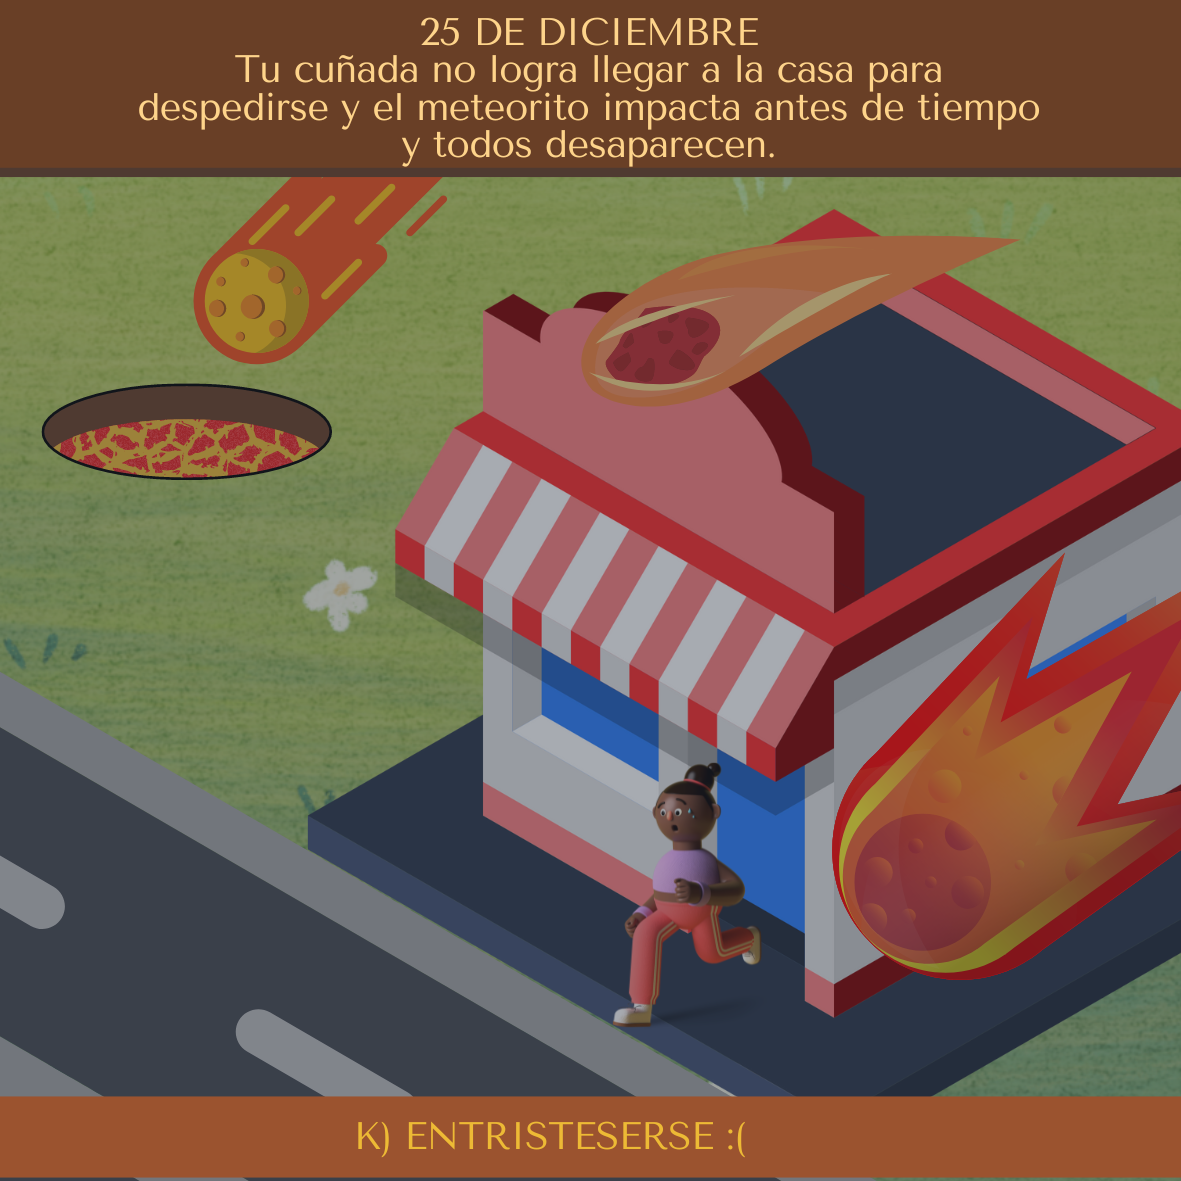 25 DE DICIEMBRE
Tu cuñada no logra llegar a la casa para
despedirse y el meteorito impacta antes de tiempo
y todos desaparecen.
K) ENTRISTESERSE :(